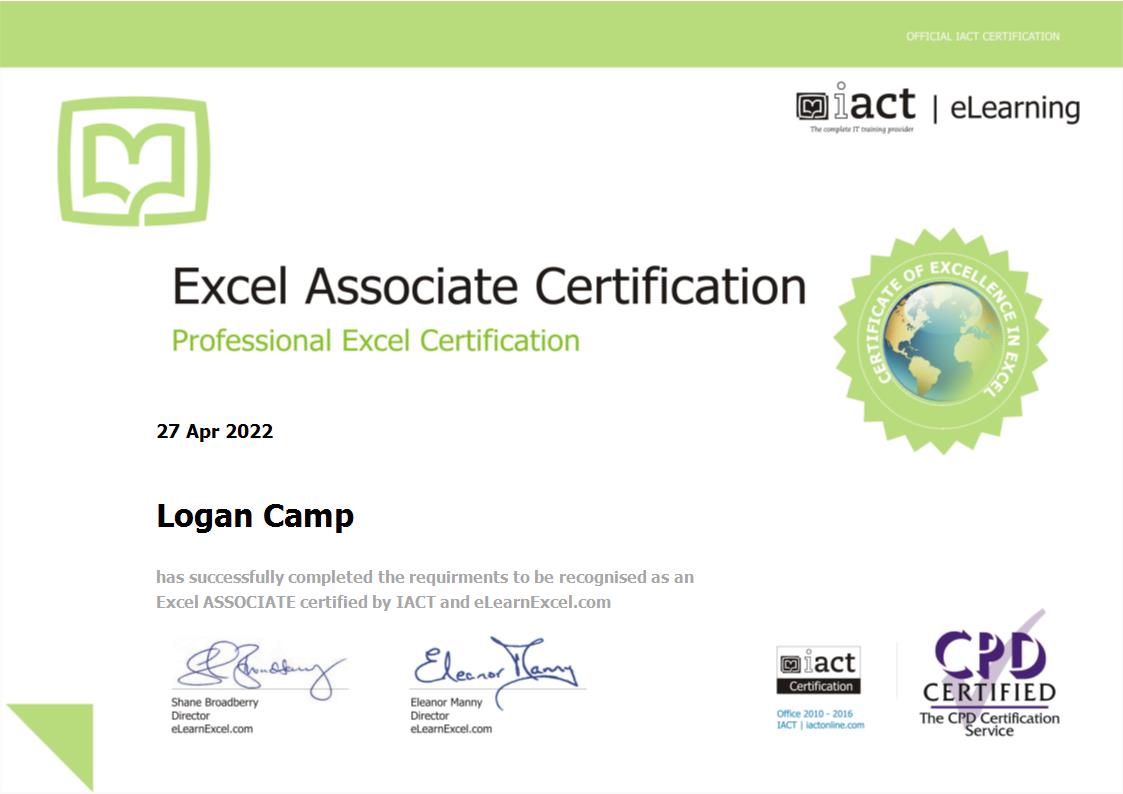 OFFICIAL IACT CERTIFICATION
iact | eLearning
The complete IT training provider
Excel Associate Certification
Professional Excel Certification
CERTIFICATE OF EXCELLENCE IN EXCEL
27 Apr 2022
Logan Camp
has successfully completed the requirments to be recognised as an
Excel ASSOCIATE certified by IACT and eLearnExcel.com
Eleanor Manny
Shane Broadberry
Director
eLearnExcel.com
Eleanor Manny
Director
eLearnExcel.com
iact
Certification
Office 2010 - 2016
IACT | iactonline.com
CPD
CERTIFIED
The CPD Certification
Service